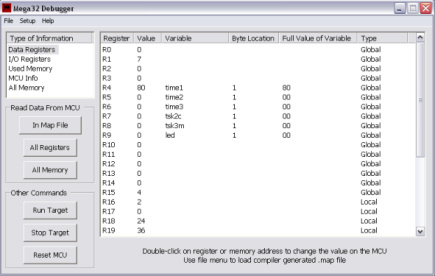 Mega32 Debugger
File Setup Help
Type of Information
Data Registers
I/O Registers
Used Memory
MCU Info
All Memory
Read Data From MCU
In Map File
All Registers
All Memory
Other Commands
Run Target
Stop Target
Reset MCU
Register Value Variable Byte Location Full Value of Variable Type
R0 0 Global
R1 7 Global
R2 0 Global
R3 0 Global
R4 80 time1 1 80 Global
R5 0 time2 1 00 Global
R6 0 time3 1 00 Global
R7 0 tsk2c 1 00 Global
R8 0 tsk3m 1 00 Global
R9 0 led 1 00 Global
R10 0 Global
R11 0 Global
R12 0 Global
R13 0 Global
R14 0 Global
R15 4 Global
R16 2 Local
R17 0 Local
R18 24 Local
R19 36 Local
Double-click on register or memory address to change the value on the MCU
Use file menu to load compiler generated .map file